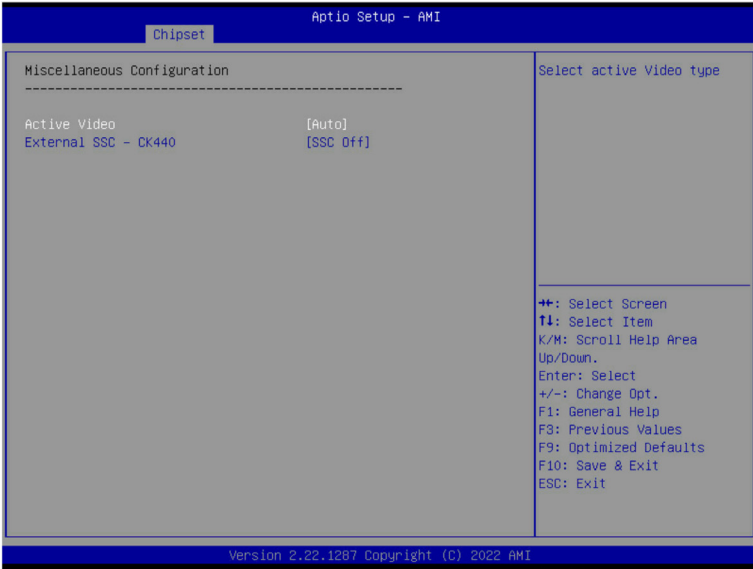 Aptio Setup – AMI
Chipset
Miscellaneous Configuration
--------------------------------------------------
Active Video [Auto]
External SSC – CK440 [SSC Off]
Select active Video type
→←: Select Screen
↑↓: Select Item
K/M: Scroll Help Area
Up/Down.
Enter: Select
+/-: Change Opt.
F1: General Help
F3: Previous Values
F9: Optimized Defaults
F10: Save & Exit
ESC: Exit
Version 2.22.1287 Copyright (C) 2022 AMI